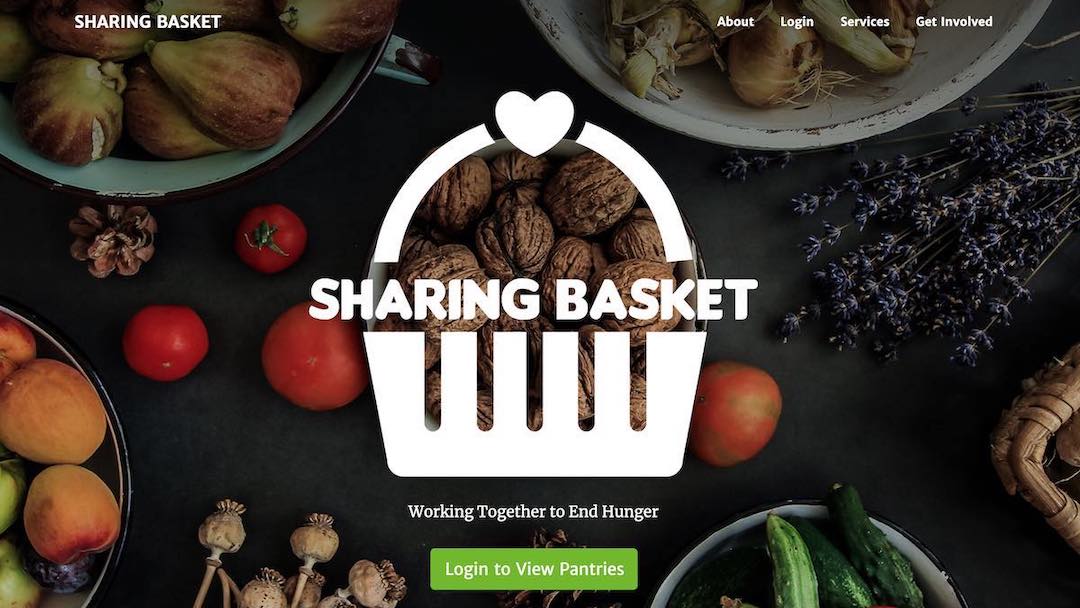 SHARING BASKET
About Login Services Get Involved
SHARING BASKET
Working Together to End Hunger
Login to View Pantries